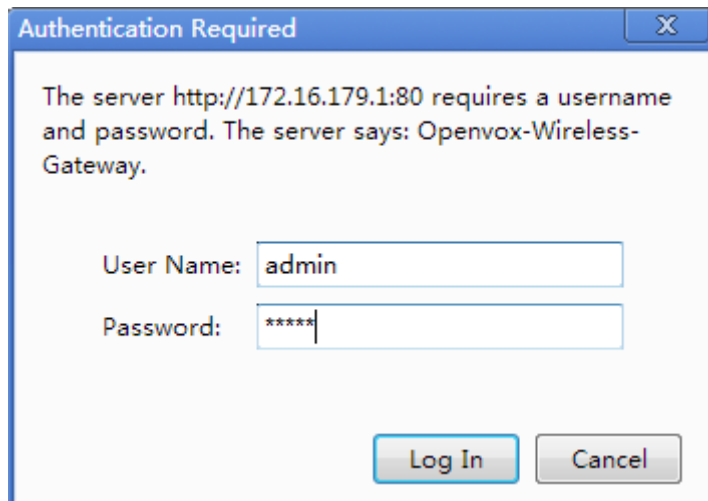 Authentication Required X
The server http://172.16.179.1:80 requires a username
and password. The server says: Openvox-Wireless-
Gateway.
User Name: admin
Password: *****
Log In Cancel